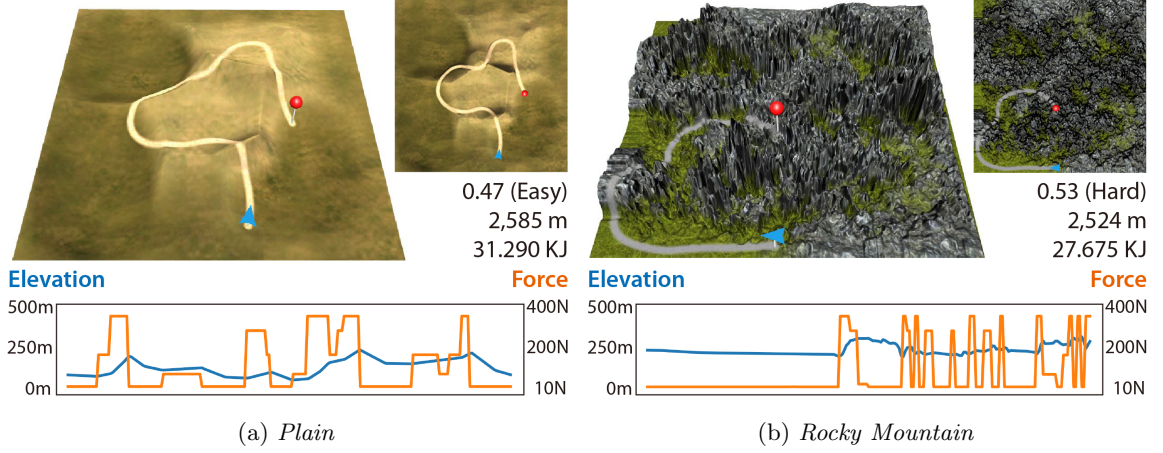 0.47 (Easy)
2,585 m
31.290 KJ
Elevation
Force
500m
250m
0m
400N
200N
10N
(a) Plain
0.53 (Hard)
2,524 m
27.675 KJ
Elevation
Force
500m
250m
0m
400N
200N
10N
(b) Rocky Mountain